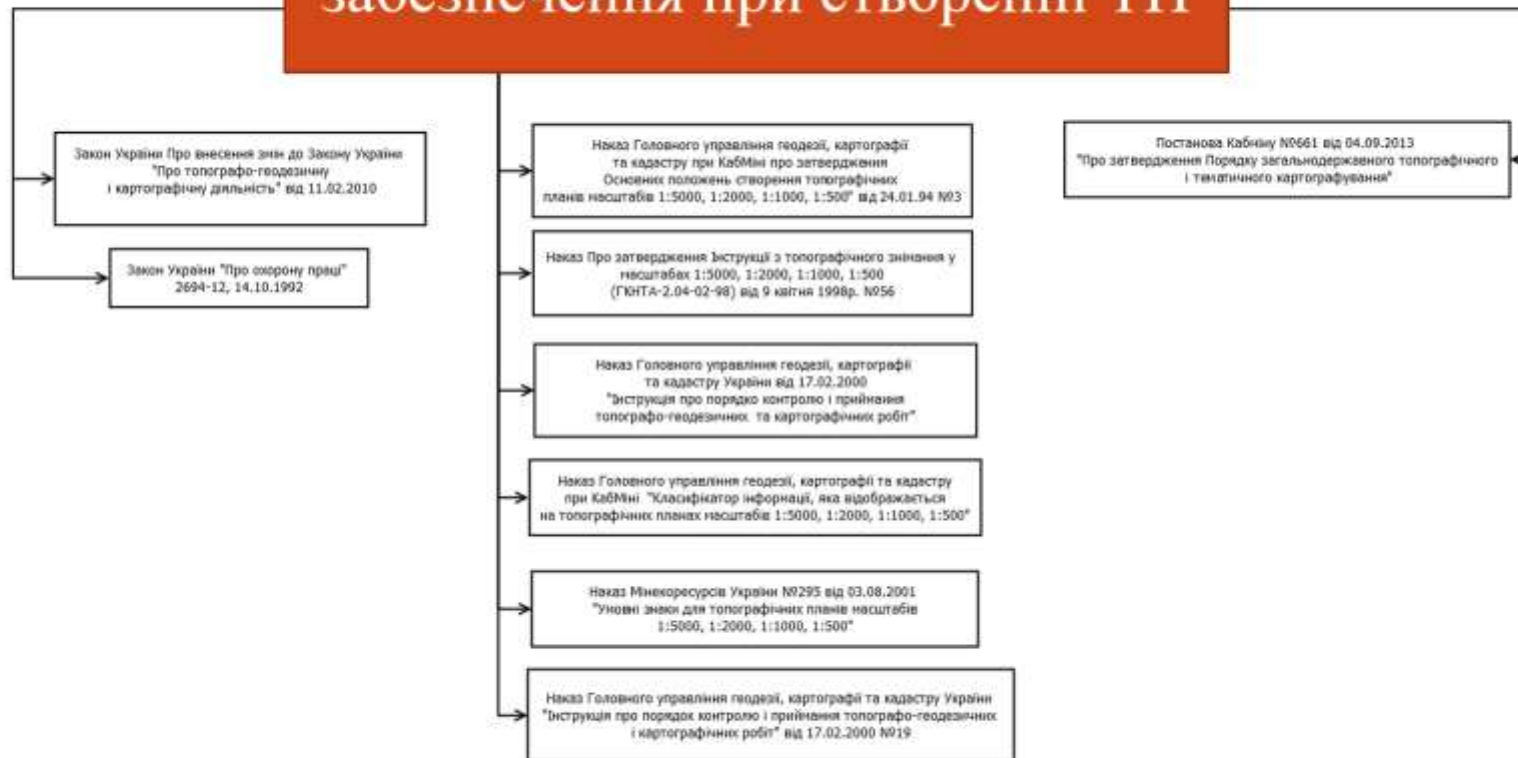 забезпечення при створенні ТП
Закон України Про внесення змін до Закону України
"Про топографо-геодезичну
і картографічну діяльність" від 11.02.2010
Закон України "Про охорону праці"
2694-12, 14.10.1992
Наказ Головного управління геодезії, картографії
та кадастру при КабМіні про затвердження
Основних положень створення топографічних
планів масштабів 1:5000, 1:2000, 1:1000, 1:500" від 24.01.94 №3
Наказ Про затвердження Інструкції з топографічного знімання у
масштабах 1:5000, 1:2000, 1:1000, 1:500
(ГКНТА-2.04-02-98) від 9 квітня 1998р. №56
Наказ Головного управління геодезії, картографії
та кадастру України від 17.02.2000
"Інструкція про порядко контролю і приймання
топографо-геодезичних та картографічних робіт"
Наказ Головного управління геодезії, картографії та кадастру
при КабМіні "Класифікатор інформації, яка відображається
на топографічних планах масштабів 1:5000, 1:2000, 1:1000, 1:500"
Наказ Мінекоресурсів України №295 від 03.08.2001
"Умовні знаки для топографічних планів масштабів
1:5000, 1:2000, 1:1000, 1:500"
Наказ Головного управління геодезії, картографії та кадастру України
"Інструкція про порядок контролю і приймання топографо-геодезичних
і картографічних робіт" від 17.02.2000 №19
Постанова Кабміну №661 від 04.09.2013
"Про затвердження Порядку загальнодержавного топографічного
і тематичного картографування"